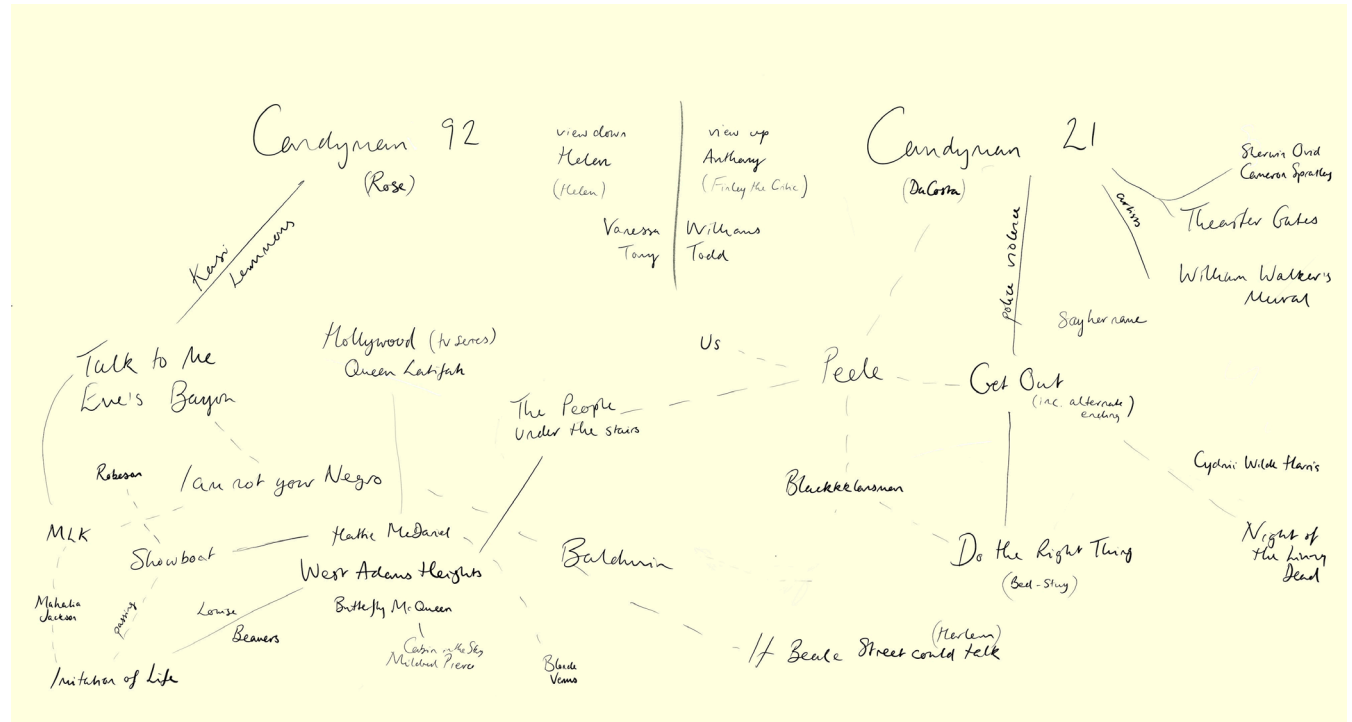 Candyman 92
(Rose)
view down
Helen
(Helen)
Vanessa
Tony
view up
Anthony
(Finley the Critic)
Williams
Todd
Candyman 21
(DaCosta)
Sherwin Ovid
Cameron Spratley
artists
Theaster Gates
William Walker's
Mural
police violence
Say her name
Kasi
Lemmons
Talk to Me
Eve's Bayou
Hollywood (tv series)
Queen Latifah
Us
Peele
Get Out
(inc. alternate
ending)
The People
Under the stairs
Robeson
I am not your Negro
Blackkklansman
Cydnii Wilde Harris
MLK
Showboat
Hattie McDaniel
West Adams Heights
Baldwin
Do the Right Thing
(Bed-Stuy)
Night of
the Living
Dead
Mahalia
Jackson
passing
Louise
Beavers
Butterfly McQueen
Cabin in the Sky
Mildred Pierce
Blonde
Venus
(Harlem)
If Beale Street could talk
Imitation of Life